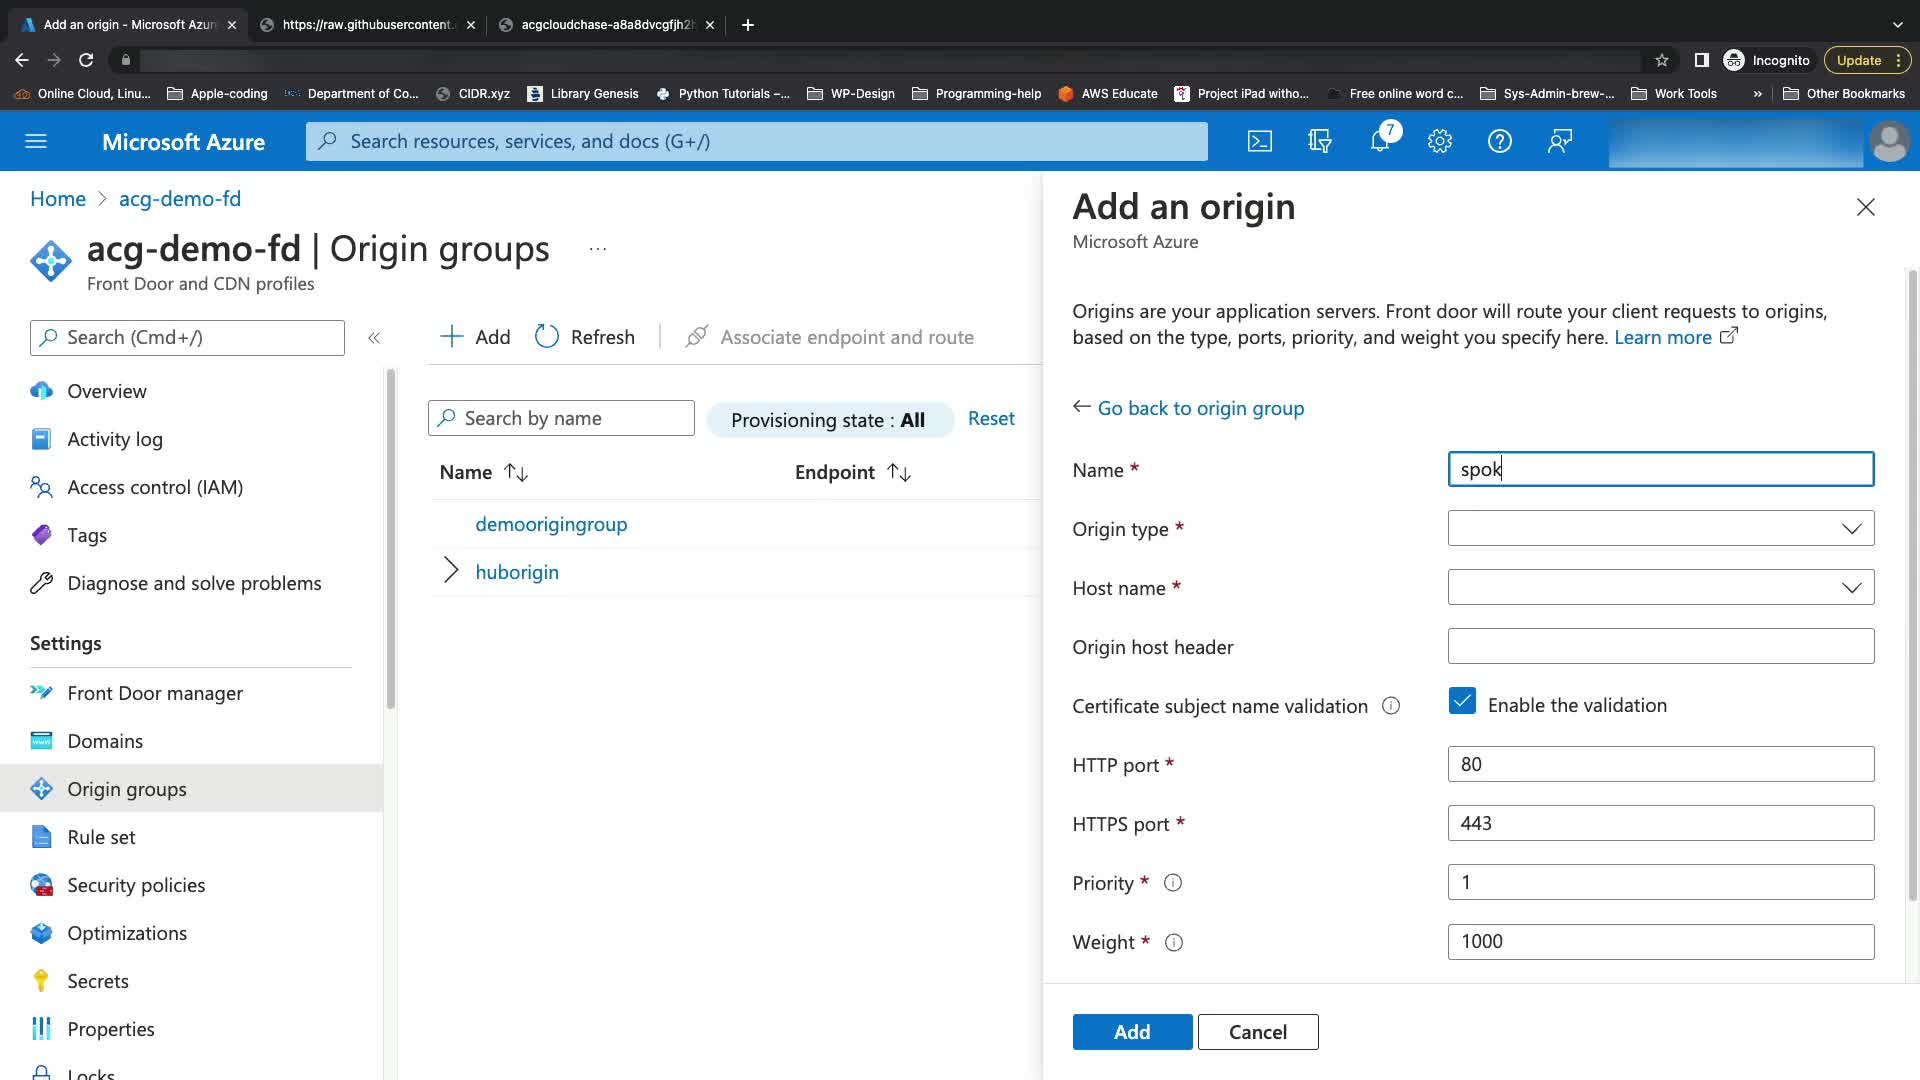 Add an origin - Microsoft Azur
https://raw.githubusercontent.
acgcloudchase-a8a8dvcgfjh2h
Incognito
Update
Online Cloud, Linu...
Apple-coding
Department of Co...
CIDR.xyz
Library Genesis
Python Tutorials –...
WP-Design
Programming-help
AWS Educate
Project iPad witho...
Free online word c...
Sys-Admin-brew-...
Work Tools
»
Other Bookmarks
Microsoft Azure
Search resources, services, and docs (G+/)
7
Home > acg-demo-fd
acg-demo-fd | Origin groups
...
Front Door and CDN profiles
Search (Cmd+/)
«
Overview
Activity log
Access control (IAM)
Tags
Diagnose and solve problems
Settings
Front Door manager
Domains
Origin groups
Rule set
Security policies
Optimizations
Secrets
Properties
Locks
Add
Refresh
Associate endpoint and route
Search by name
Provisioning state : All
Reset
Name
Endpoint
demoorigingroup
huborigin
Add an origin
Microsoft Azure
Origins are your application servers. Front door will route your client requests to origins,
based on the type, ports, priority, and weight you specify here. Learn more
Go back to origin group
Name *
spok
Origin type *
Host name *
Origin host header
Certificate subject name validation
Enable the validation
HTTP port *
80
HTTPS port *
443
Priority *
1
Weight *
1000
Add
Cancel